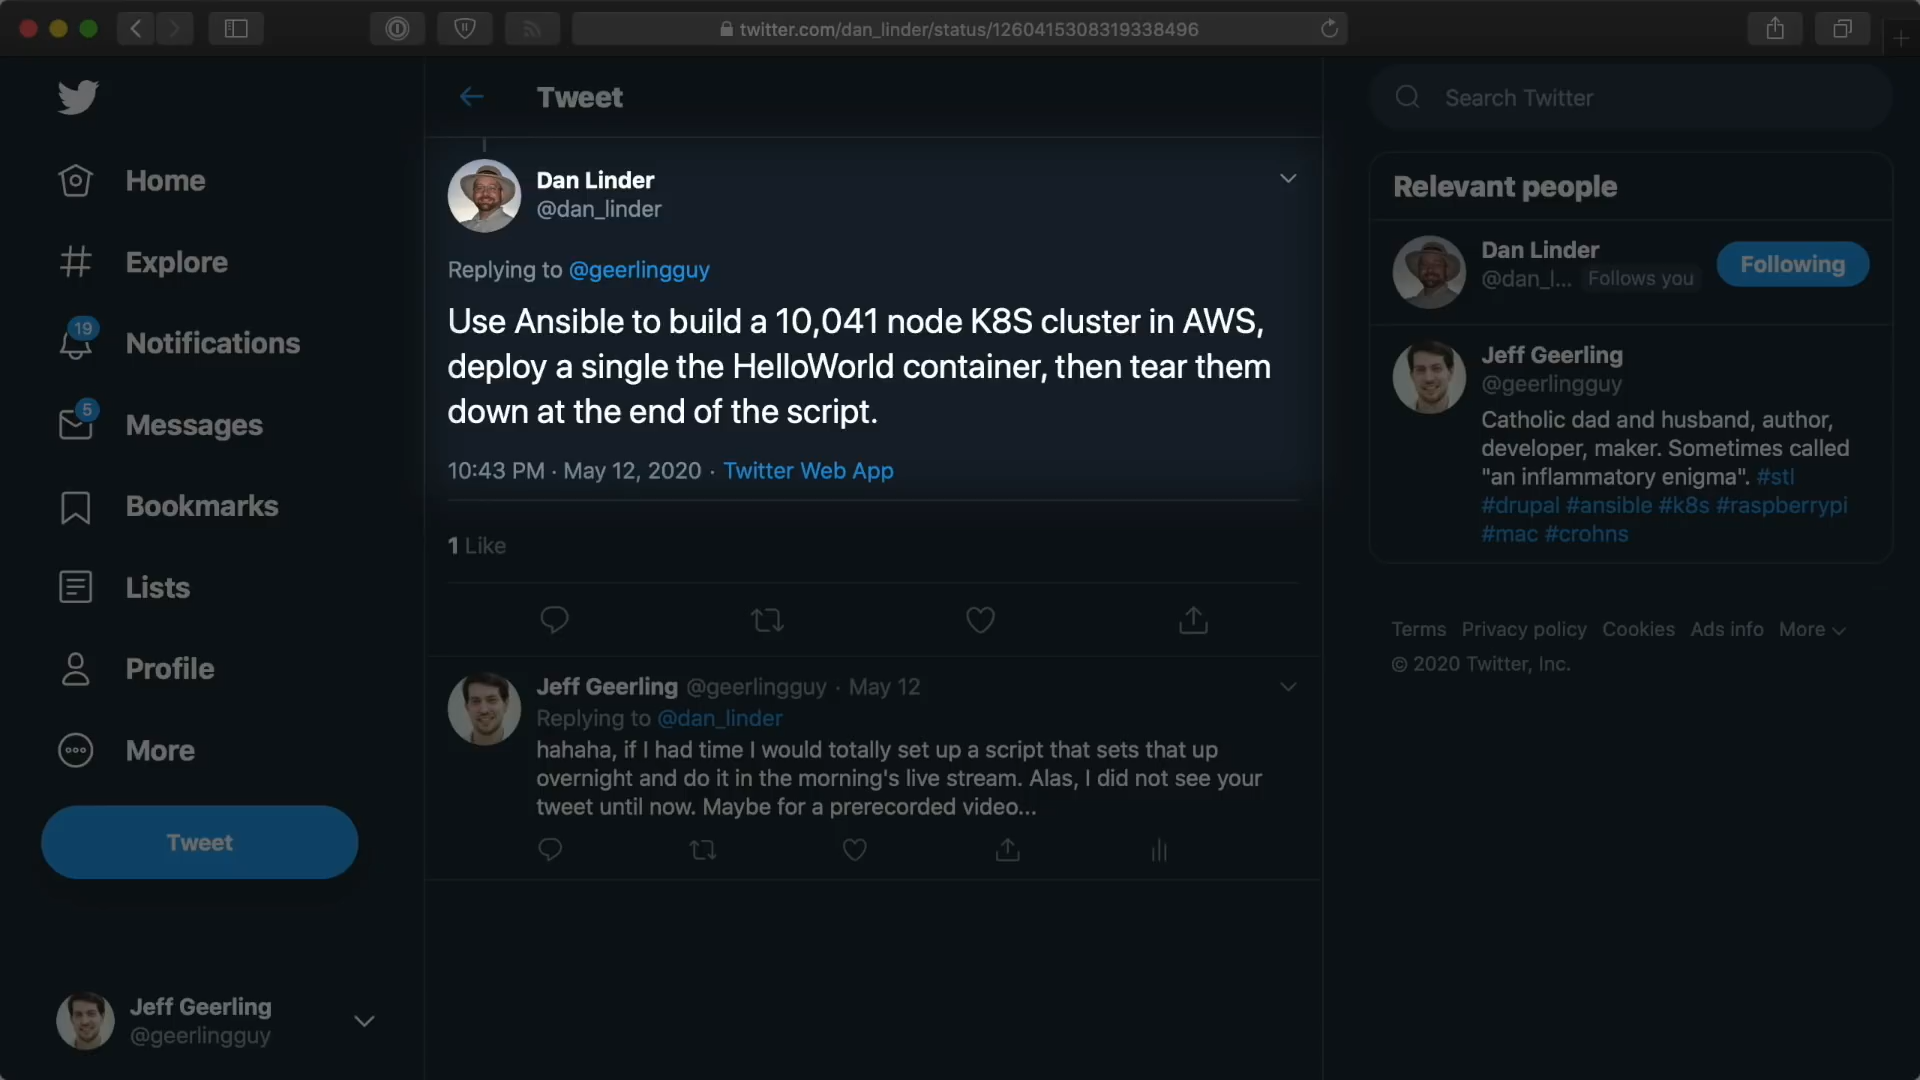 twitter.com/dan_linder/status/1260415308319338496
Home
Explore
19
Notifications
5
Messages
Bookmarks
Lists
Profile
More
Tweet
Jeff Geerling
@geerlingguy
Tweet
Dan Linder
@dan_linder
Replying to @geerlingguy
Use Ansible to build a 10,041 node K8S cluster in AWS,
deploy a single the HelloWorld container, then tear them
down at the end of the script.
10:43 PM · May 12, 2020 · Twitter Web App
1 Like
Jeff Geerling @geerlingguy · May 12
Replying to @dan_linder
hahaha, if I had time I would totally set up a script that sets that up
overnight and do it in the morning's live stream. Alas, I did not see your
tweet until now. Maybe for a prerecorded video...
Search Twitter
Relevant people
Dan Linder
@dan_l... Follows you
Following
Jeff Geerling
@geerlingguy
Catholic dad and husband, author,
developer, maker. Sometimes called
"an inflammatory enigma". #stl
#drupal #ansible #k8s #raspberrypi
#mac #crohns
Terms Privacy policy Cookies Ads info More
© 2020 Twitter, Inc.